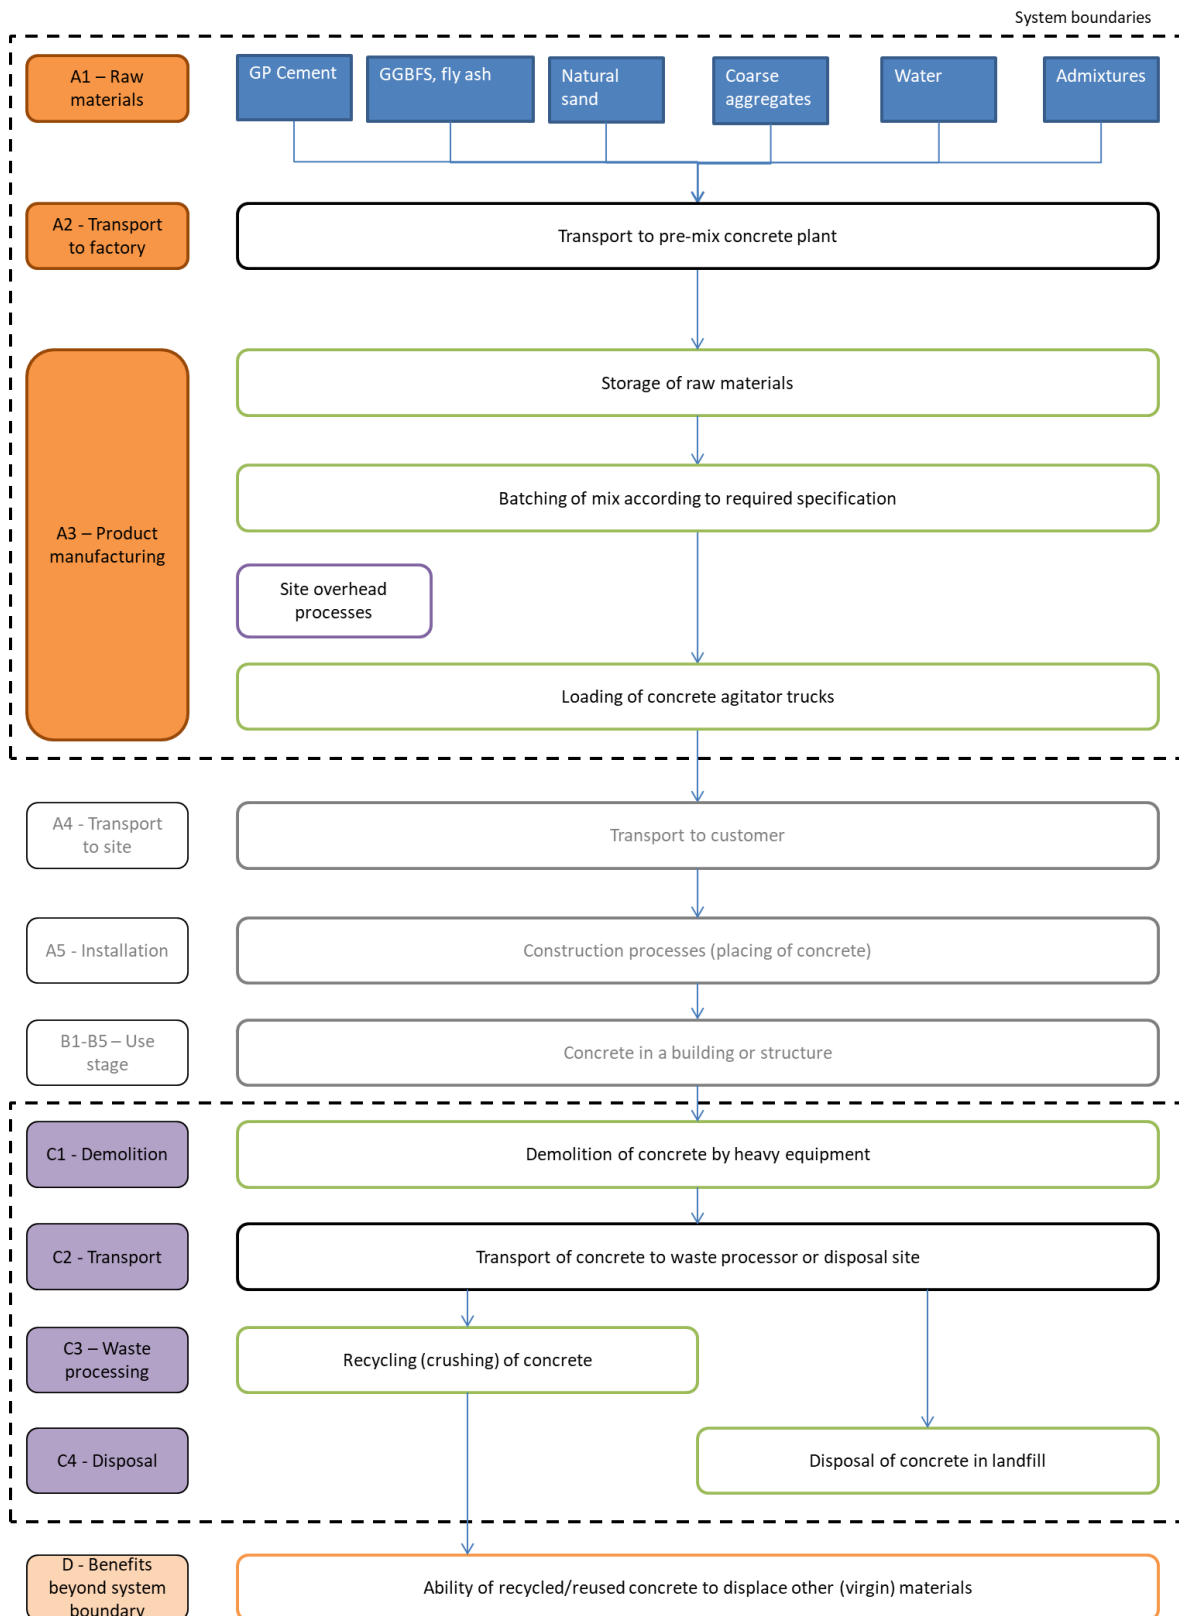 System boundaries
A1 – Raw
materials
GP Cement
GGBFS, fly ash
Natural
sand
Coarse
aggregates
Water
Admixtures
A2 - Transport
to factory
Transport to pre-mix concrete plant
Storage of raw materials
Batching of mix according to required specification
A3 – Product
manufacturing
Site overhead
processes
Loading of concrete agitator trucks
A4 - Transport
to site
Transport to customer
A5 - Installation
Construction processes (placing of concrete)
B1-B5 – Use
stage
Concrete in a building or structure
C1 - Demolition
Demolition of concrete by heavy equipment
C2 - Transport
Transport of concrete to waste processor or disposal site
C3 – Waste
processing
Recycling (crushing) of concrete
C4 - Disposal
Disposal of concrete in landfill
D - Benefits
beyond system
boundary
Ability of recycled/reused concrete to displace other (virgin) materials